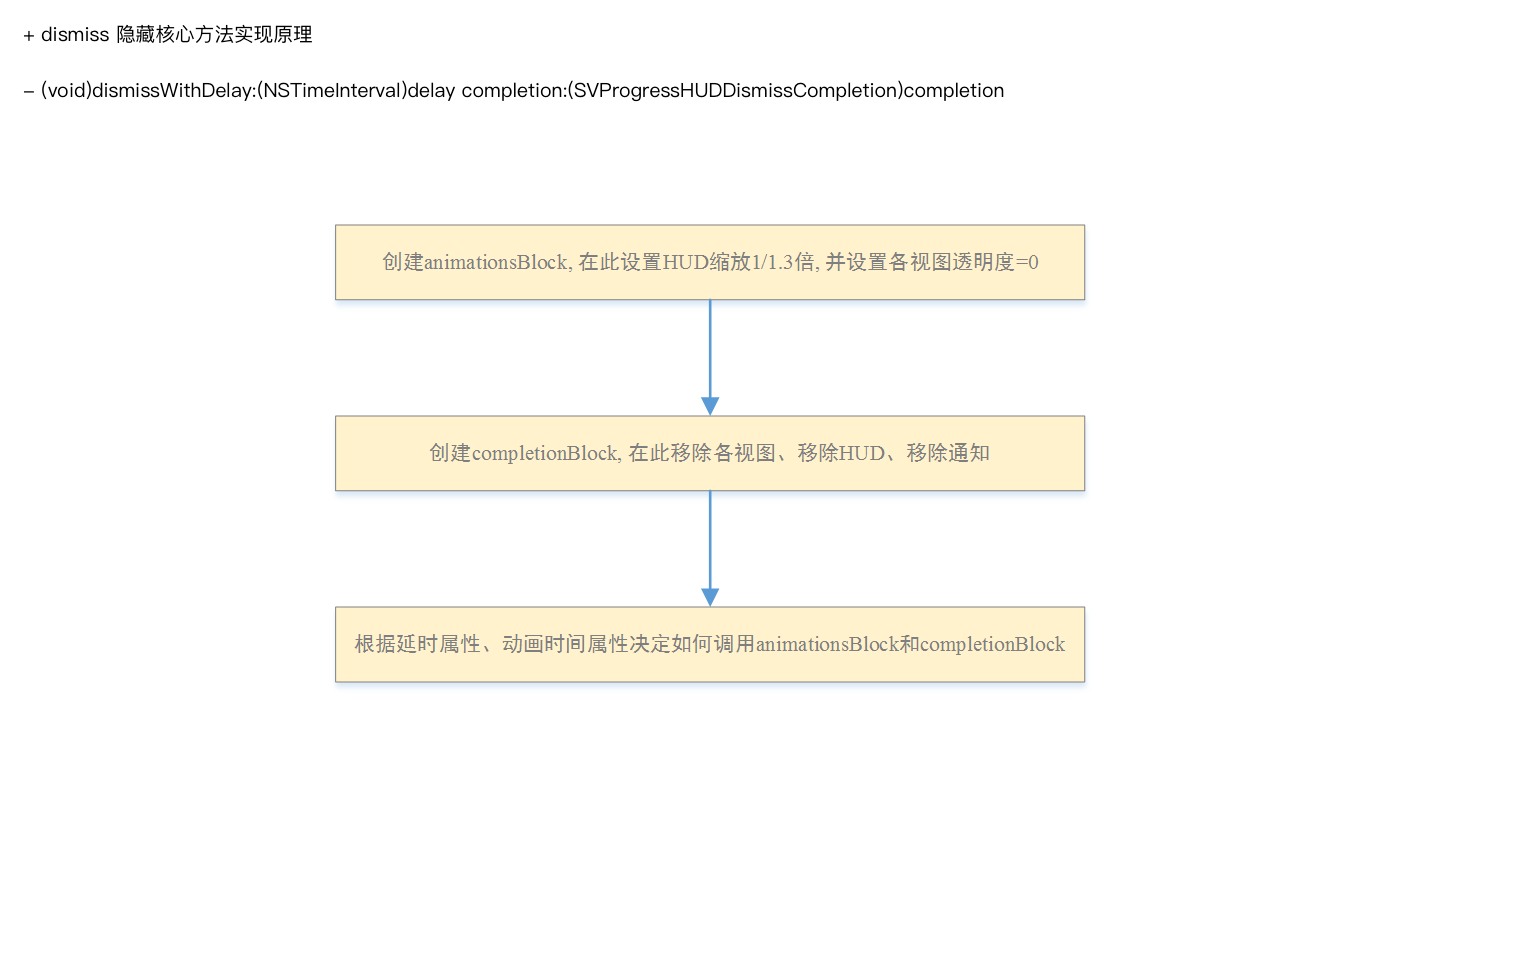 + dismiss 隐藏核心方法实现原理
– (void)dismissWithDelay:(NSTimeInterval)delay completion:(SVProgressHUDDismissCompletion)completion
创建animationsBlock, 在此设置HUD缩放1/1.3倍, 并设置各视图透明度=0
创建completionBlock, 在此移除各视图、移除HUD、移除通知
根据延时属性、动画时间属性决定如何调用animationsBlock和completionBlock